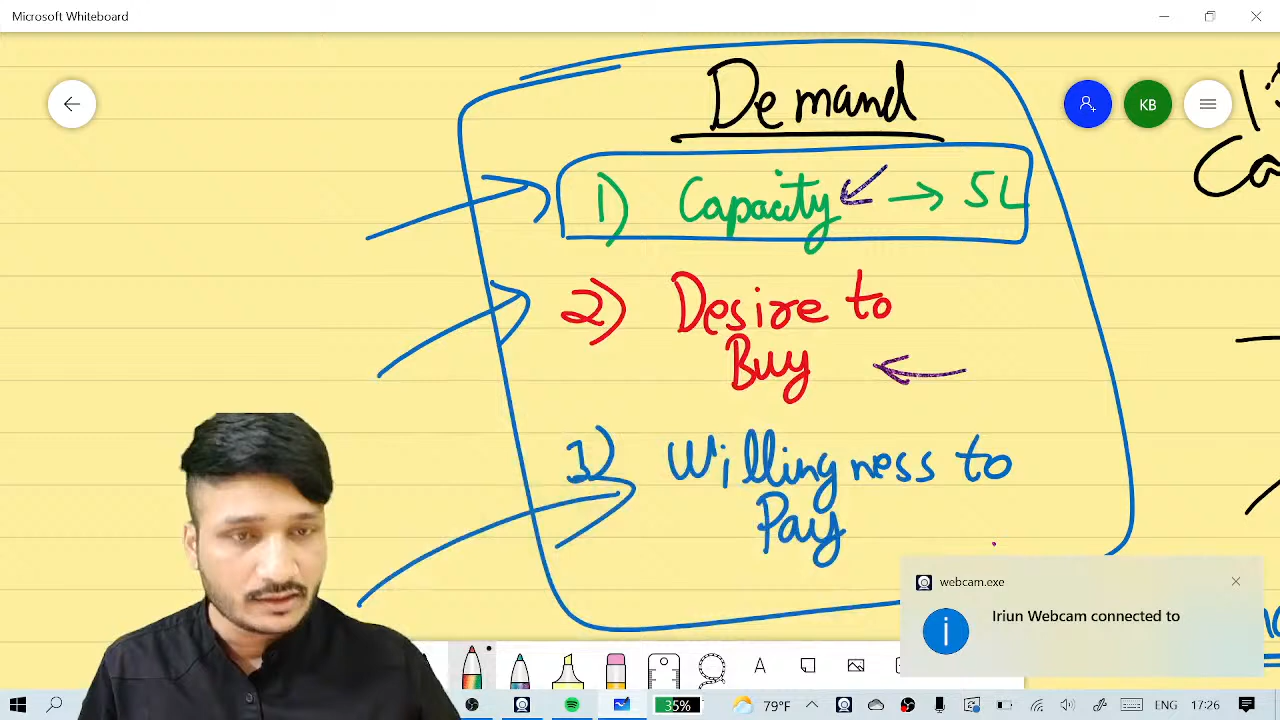 Microsoft Whiteboard
Demand
KB
1) Capacity → 5L
2) Desire to
Buy
3) Willingness to
Pay
webcam.exe
Iriun Webcam connected to
A
35%
79°F
ENG
17:26